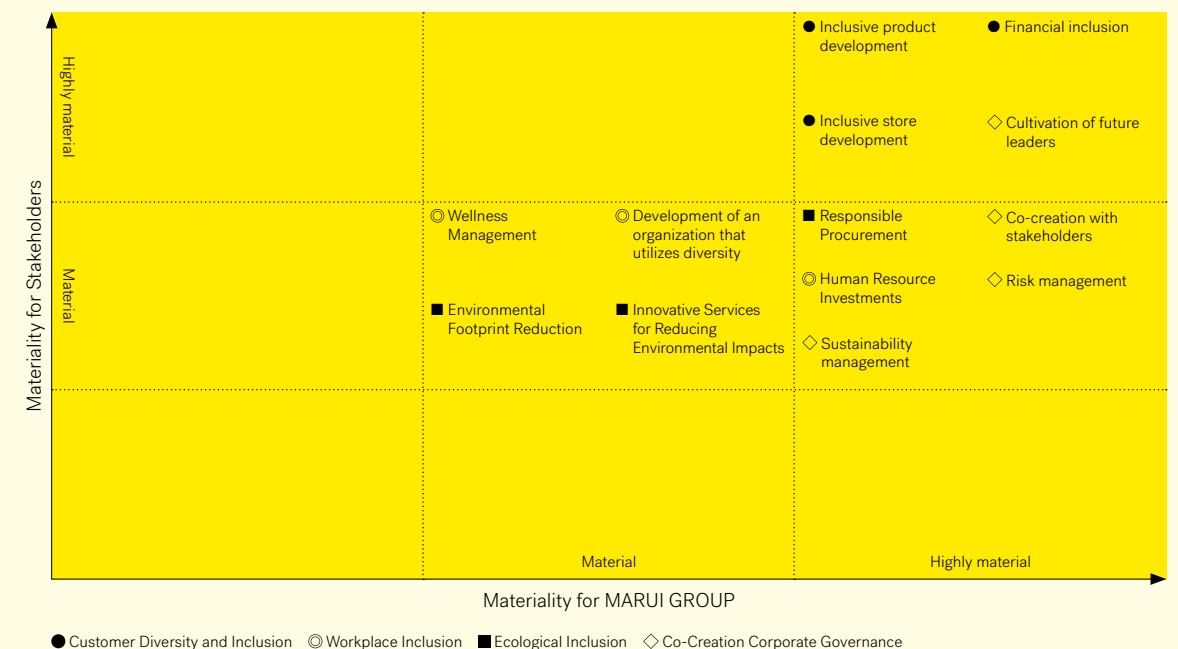 Materiality for Stakeholders
Highly material
Material
Inclusive product
development
Financial inclusion
Inclusive store
development
Cultivation of future
leaders
Wellness
Management
Development of an
organization that
utilizes diversity
Responsible
Procurement
Co-creation with
stakeholders
Human Resource
Investments
Risk management
Environmental
Footprint Reduction
Innovative Services
for Reducing
Environmental Impacts
Sustainability
management
Material
Highly material
Materiality for MARUI GROUP
● Customer Diversity and Inclusion ◎ Workplace Inclusion ■ Ecological Inclusion ◇ Co-Creation Corporate Governance